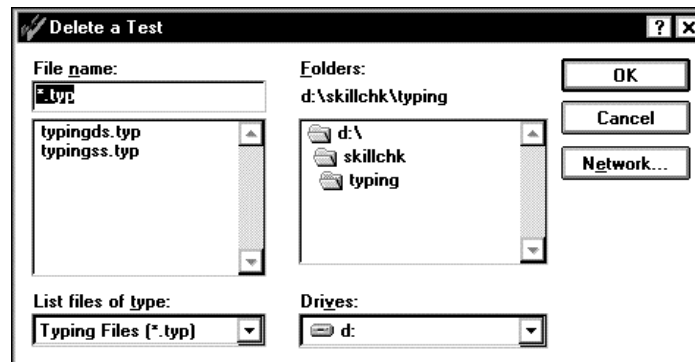 Delete a Test
?
X
File name:
*.typ
typingds.typ
typingss.typ
List files of type:
Typing Files (*.typ)
Folders:
d:\skillchk\typing
d:\
skillchk
typing
Drives:
d:
OK
Cancel
Network...